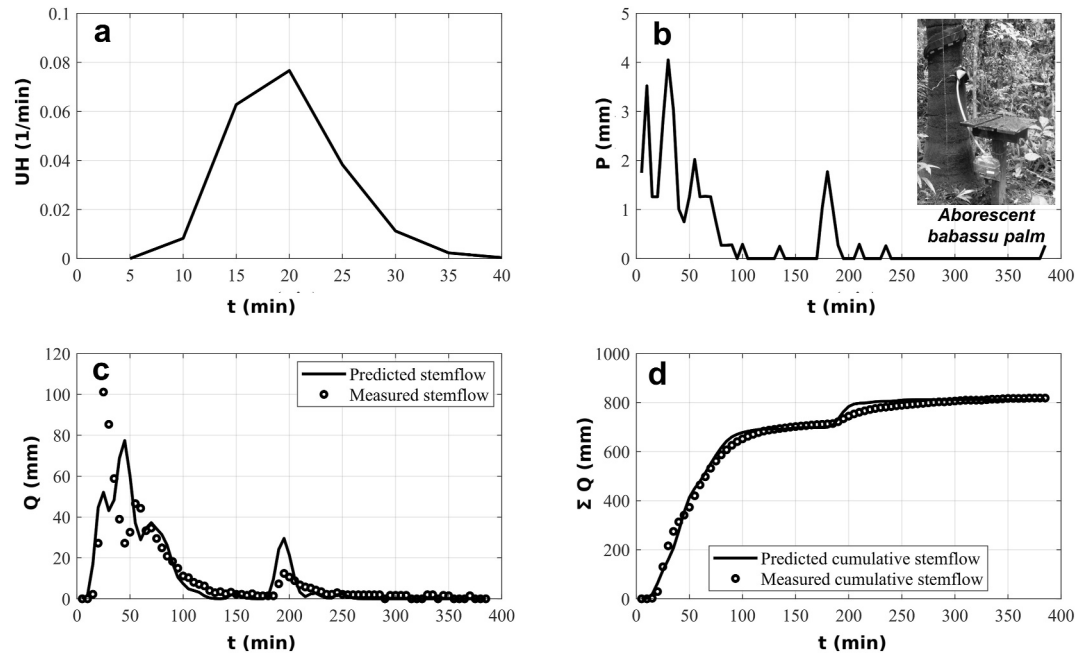 a
0.1
0.08
0.06
0.04
0.02
0
UH (1/min)
0 5 10 15 20 25 30 35 40
t (min)
b
5
4
3
2
1
0
P (mm)
Aborescent
babassu palm
0 50 100 150 200 250 300 350 400
t (min)
c
120
100
80
60
40
20
0
Q (mm)
Predicted stemflow
Measured stemflow
0 50 100 150 200 250 300 350 400
t (min)
d
1000
800
600
400
200
0
Σ Q (mm)
Predicted cumulative stemflow
Measured cumulative stemflow
0 50 100 150 200 250 300 350 400
t (min)